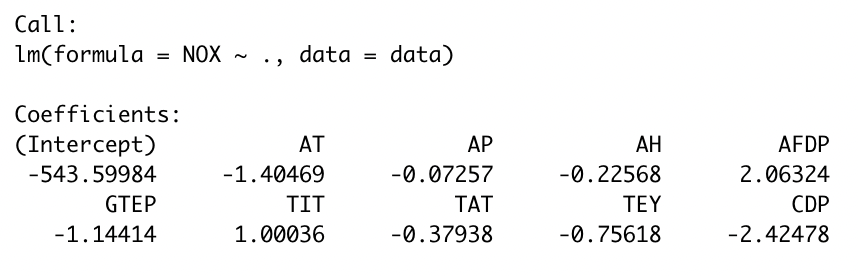 Call:
lm(formula = NOX ~ ., data = data)
Coefficients:
(Intercept) AT AP AH AFDP
-543.59984 -1.40469 -0.07257 -0.22568 2.06324
GTEP TIT TAT TEY CDP
-1.14414 1.00036 -0.37938 -0.75618 -2.42478